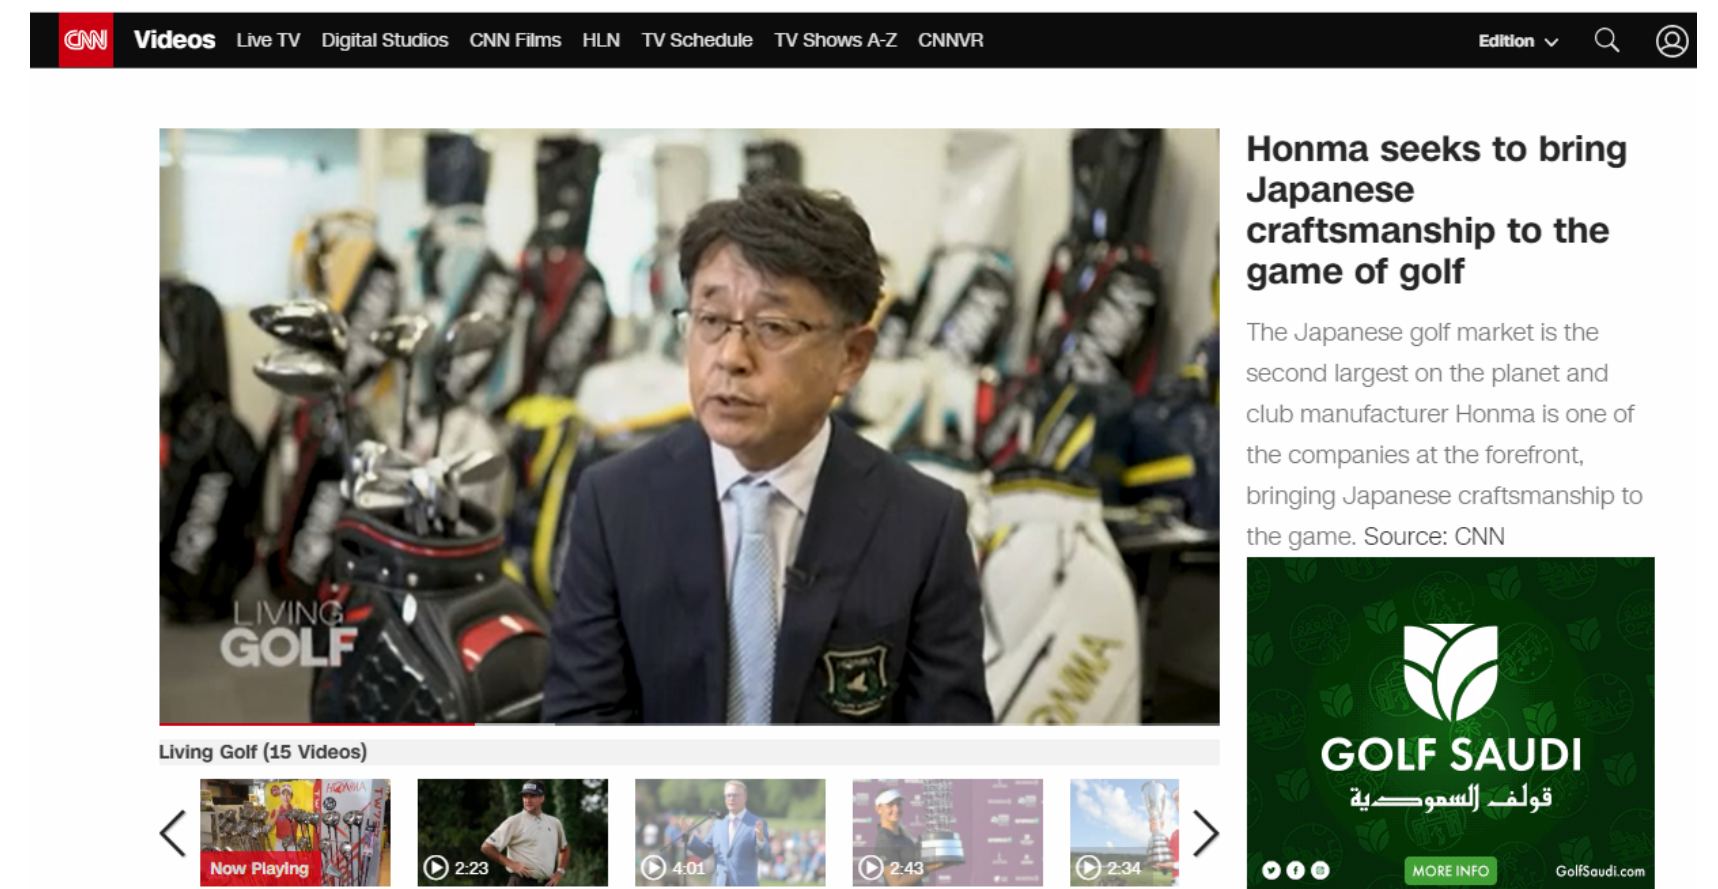 CNN Videos Live TV Digital Studios CNN Films HLN TV Schedule TV Shows A-Z CNNVR Edition
Honma seeks to bring
Japanese
craftsmanship to the
game of golf
The Japanese golf market is the
second largest on the planet and
club manufacturer Honma is one of
the companies at the forefront,
bringing Japanese craftsmanship to
the game. Source: CNN
LIVING
GOLF
HONMA
HONMA
Living Golf (15 Videos)
HONMA
Now Playing
2:23
4:01
2:43
2:34
GOLF SAUDI
قولف السعودية
MORE INFO
GolfSaudi.com